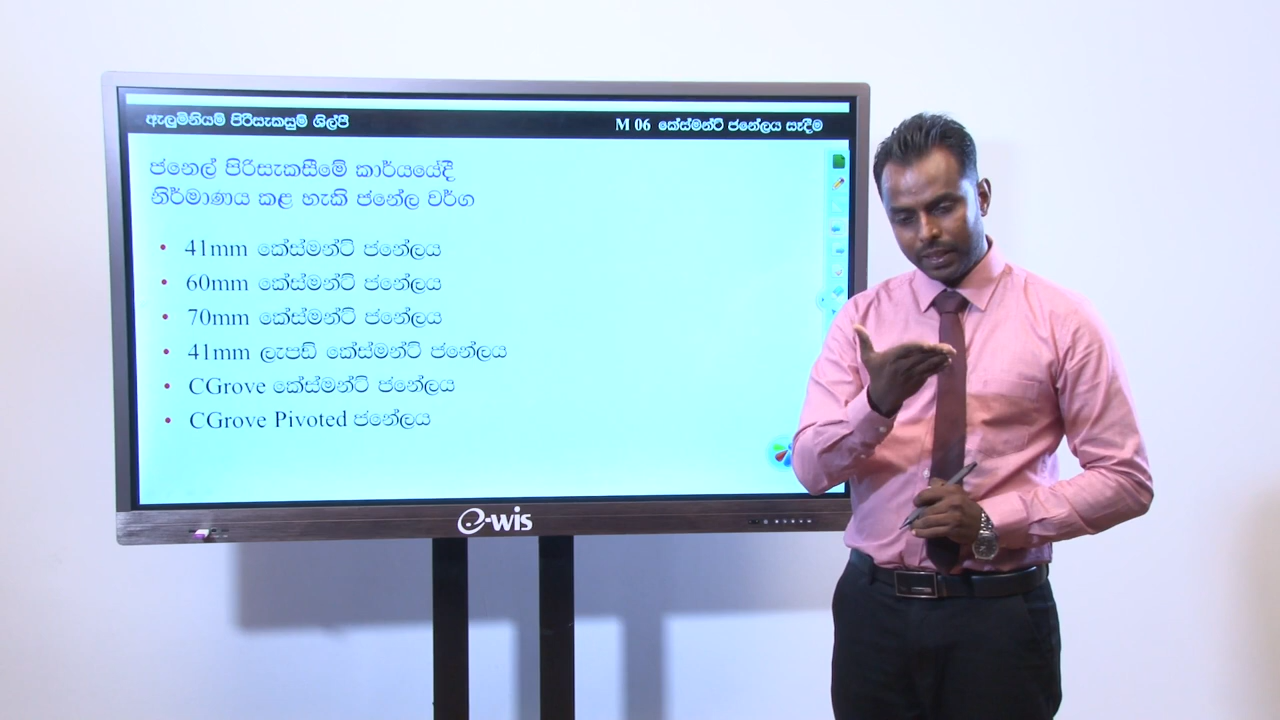 ඇලුමිනියම් පිරිසැකසුම් ශිල්පී
M 06 කේස්මන්ට් ජනේලය සෑදීම
ජනෙල් පිරිසැකසීමේ කාර්යයේදී
නිර්මාණය කළ හැකි ජනේල වර්ග
• 41mm කේස්මන්ට් ජනේලය
• 60mm කේස්මන්ට් ජනේලය
• 70mm කේස්මන්ට් ජනේලය
• 41mm ලැපඩ් කේස්මන්ට් ජනේලය
• CGrove කේස්මන්ට් ජනේලය
• CGrove Pivoted ජනේලය
e-wis